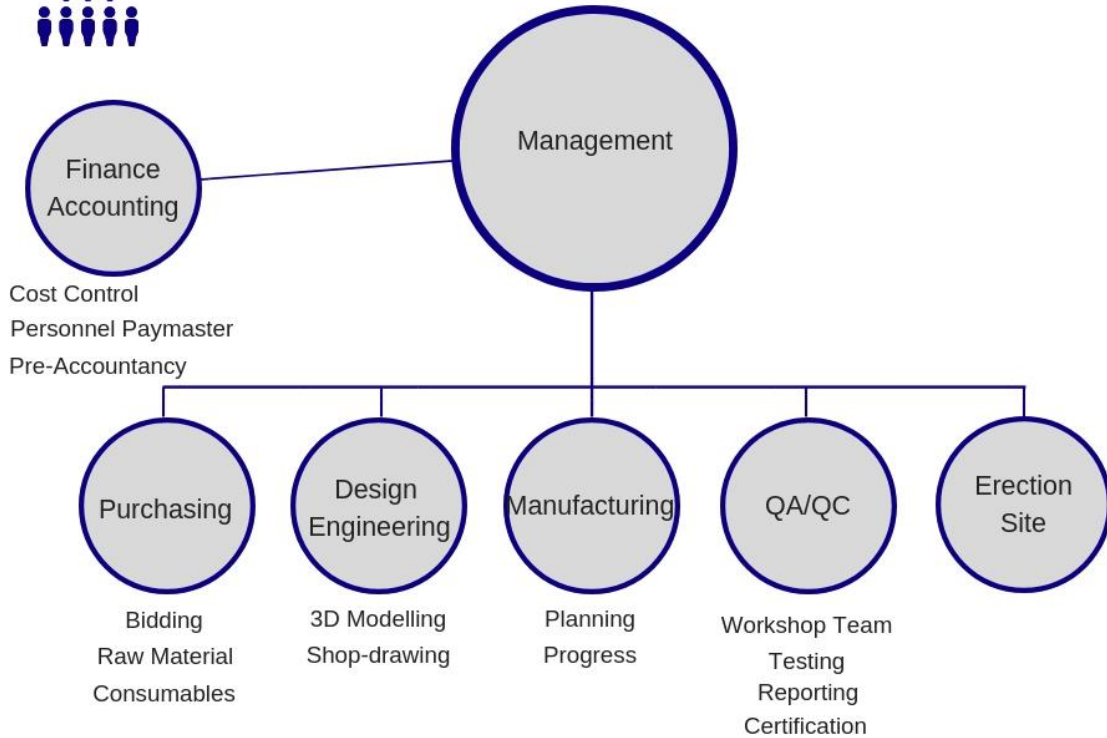 Management
Finance
Accounting
Cost Control
Personnel Paymaster
Pre-Accountancy
Purchasing
Bidding
Raw Material
Consumables
Design
Engineering
3D Modelling
Shop-drawing
Manufacturing
Planning
Progress
QA/QC
Workshop Team
Testing
Reporting
Certification
Erection
Site